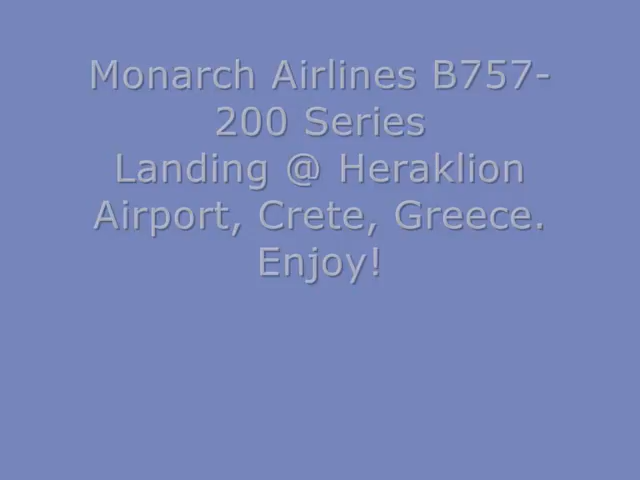 Monarch Airlines B757-
200 Series
Landing @ Heraklion
Airport, Crete, Greece.
Enjoy!